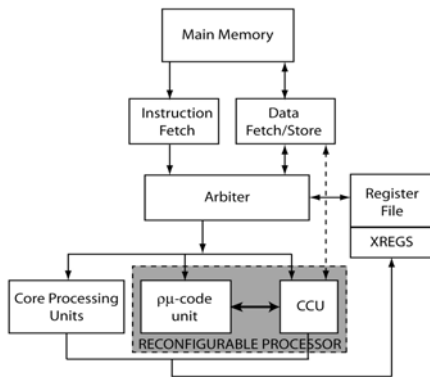 Main Memory
Instruction
Fetch
Data
Fetch/Store
Arbiter
Register
File
XREGS
Core Processing
Units
ρμ-code
unit
CCU
RECONFIGURABLE PROCESSOR